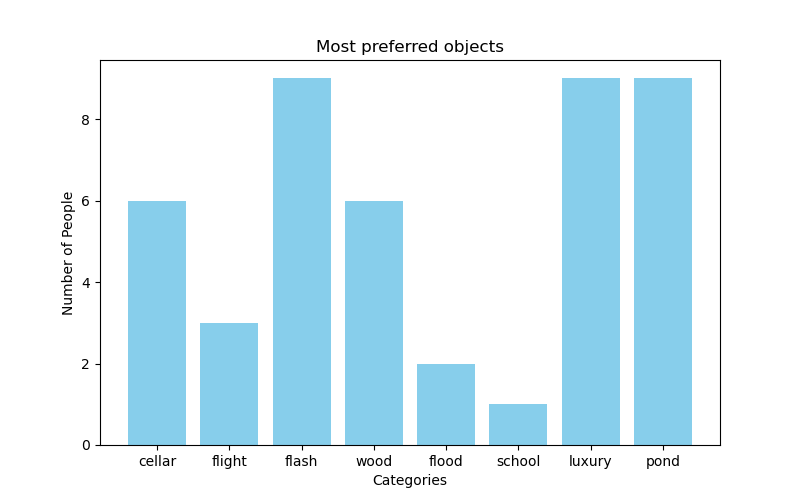 Most preferred objects
Number of People
8
6
4
2
0
cellar flight flash wood flood school luxury pond
Categories